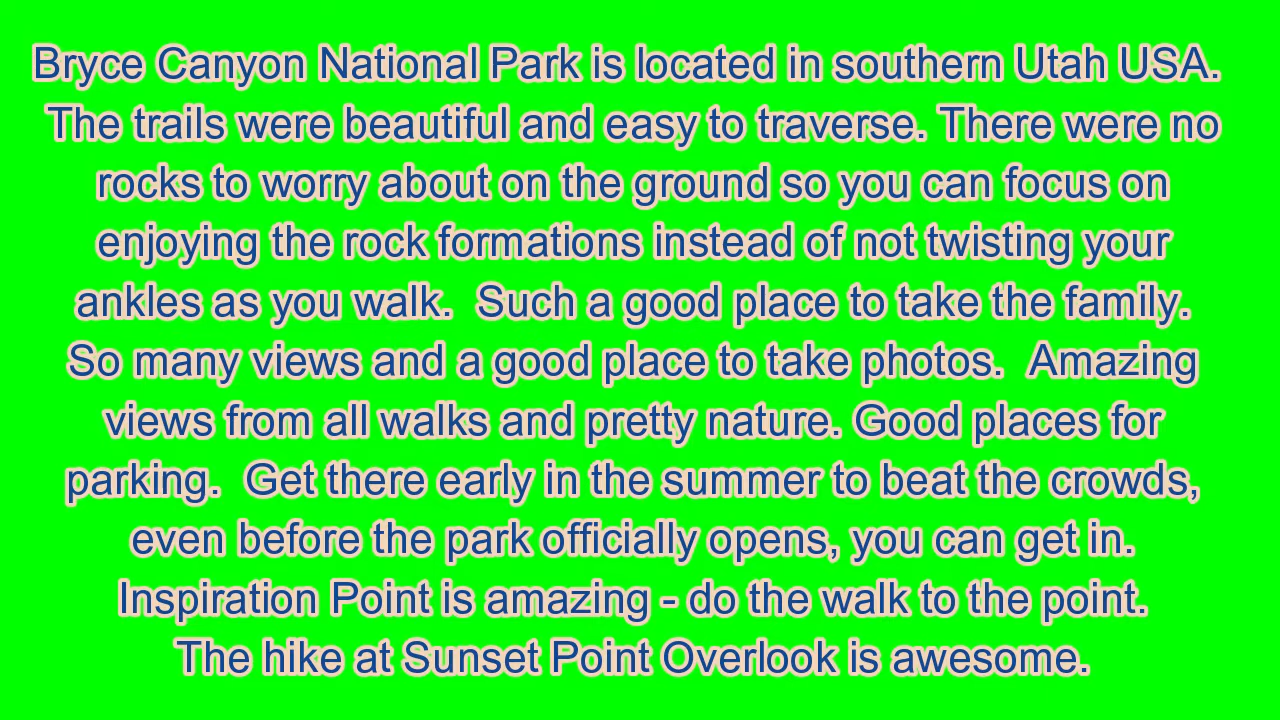 Bryce Canyon National Park is located in southern Utah USA.
The trails were beautiful and easy to traverse. There were no
rocks to worry about on the ground so you can focus on
enjoying the rock formations instead of not twisting your
ankles as you walk.  Such a good place to take the family.
So many views and a good place to take photos.  Amazing
views from all walks and pretty nature. Good places for
parking.  Get there early in the summer to beat the crowds,
even before the park officially opens, you can get in.
Inspiration Point is amazing - do the walk to the point.
The hike at Sunset Point Overlook is awesome.